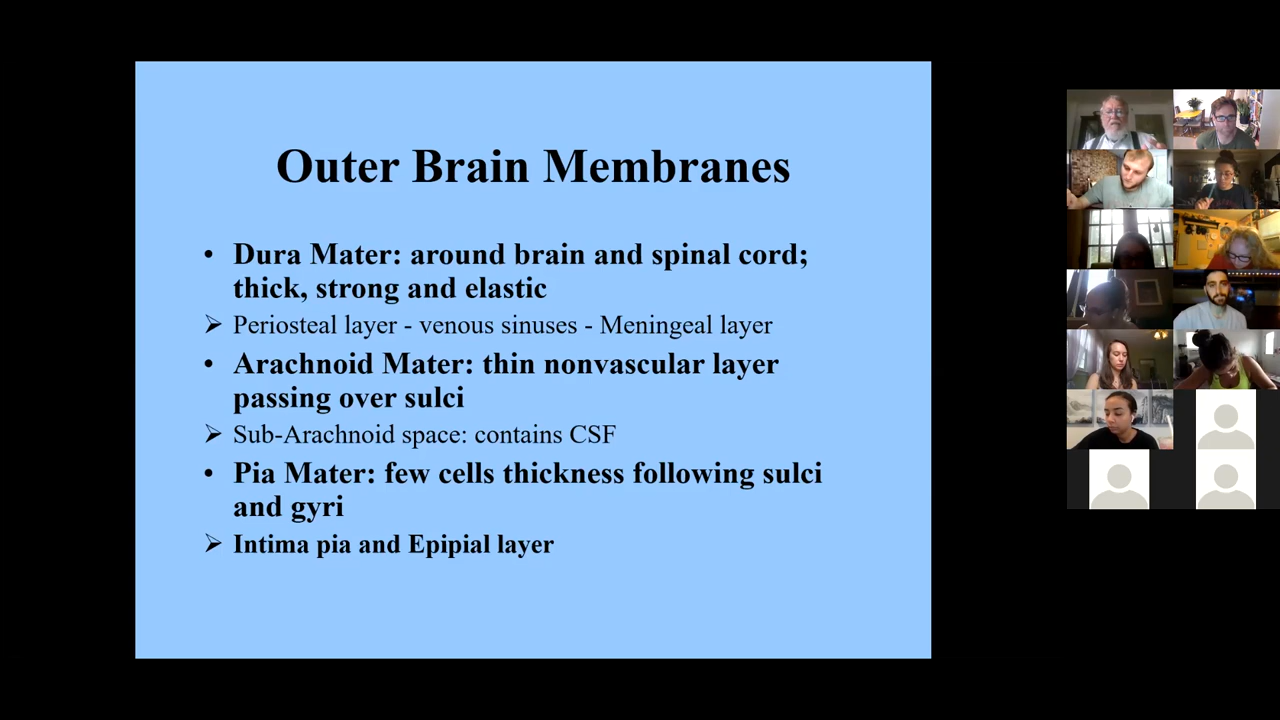 Outer Brain Membranes
• Dura Mater: around brain and spinal cord;
thick, strong and elastic
➢ Periosteal layer - venous sinuses - Meningeal layer
• Arachnoid Mater: thin nonvascular layer
passing over sulci
➢ Sub-Arachnoid space: contains CSF
• Pia Mater: few cells thickness following sulci
and gyri
➢ Intima pia and Epipial layer